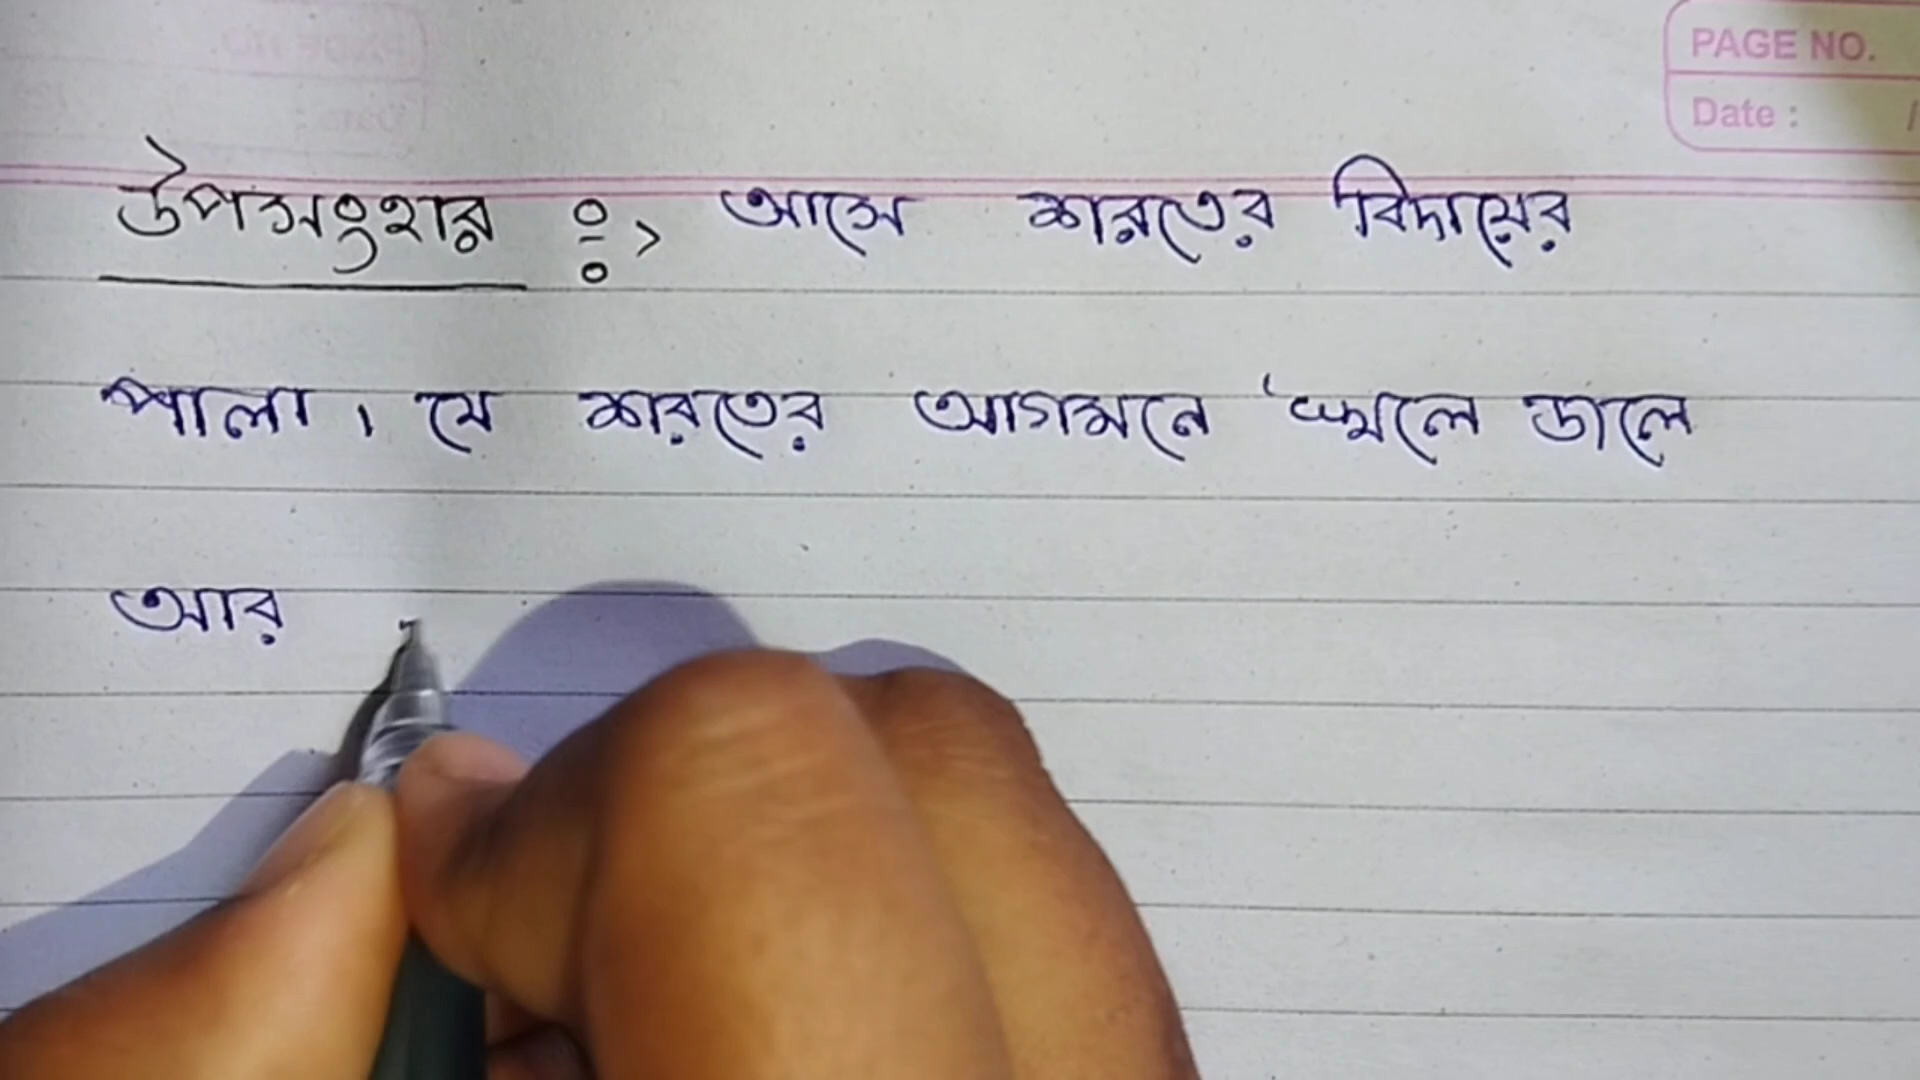 PAGE NO.
Date : /
উপসংহার ঃ-> আসে শরতের বিদায়ের
পালা। যে শরতের আগমনে ‘ফুলে ডালে
আর